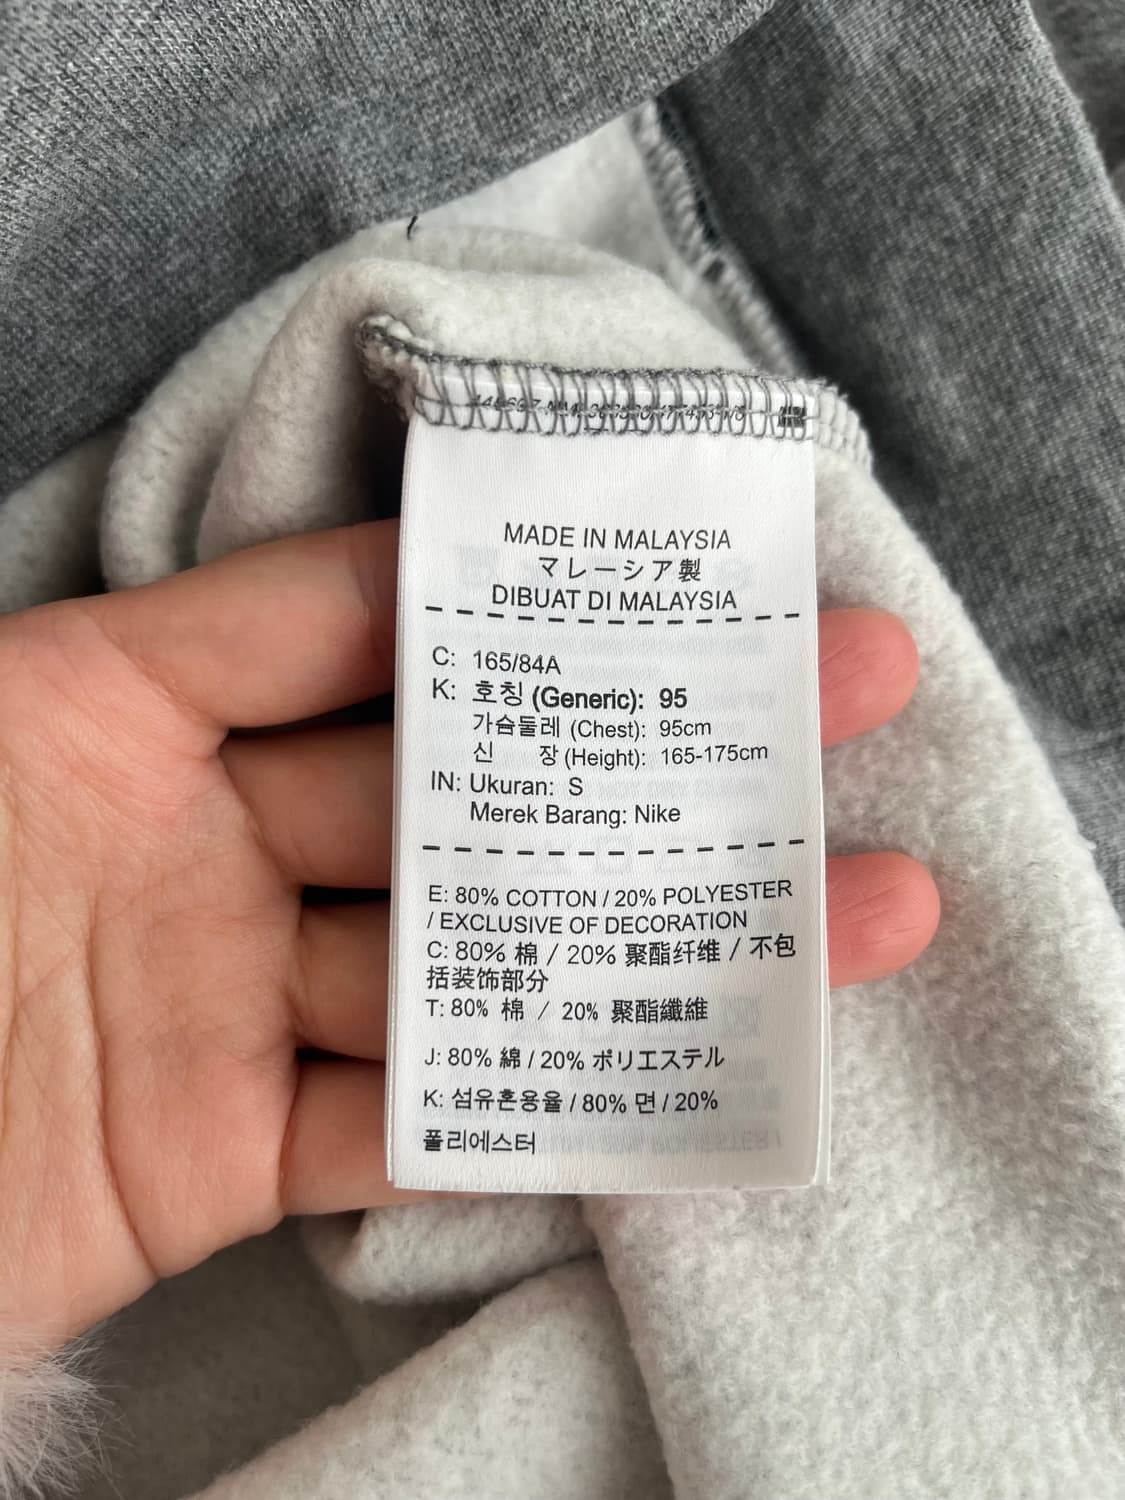 MADE IN MALAYSIA
マレーシア製
DIBUAT DI MALAYSIA
C: 165/84A
K: 호칭 (Generic): 95
가슴둘레 (Chest): 95cm
신 장 (Height): 165-175cm
IN: Ukuran: S
Merek Barang: Nike
E: 80% COTTON / 20% POLYESTER
/ EXCLUSIVE OF DECORATION
C: 80% 棉 / 20% 聚酯纤维 / 不包
括装饰部分
T: 80% 棉 / 20% 聚酯纖維
J: 80% 綿 / 20% ポリエステル
K: 섬유혼용율 / 80% 면 / 20%
폴리에스터